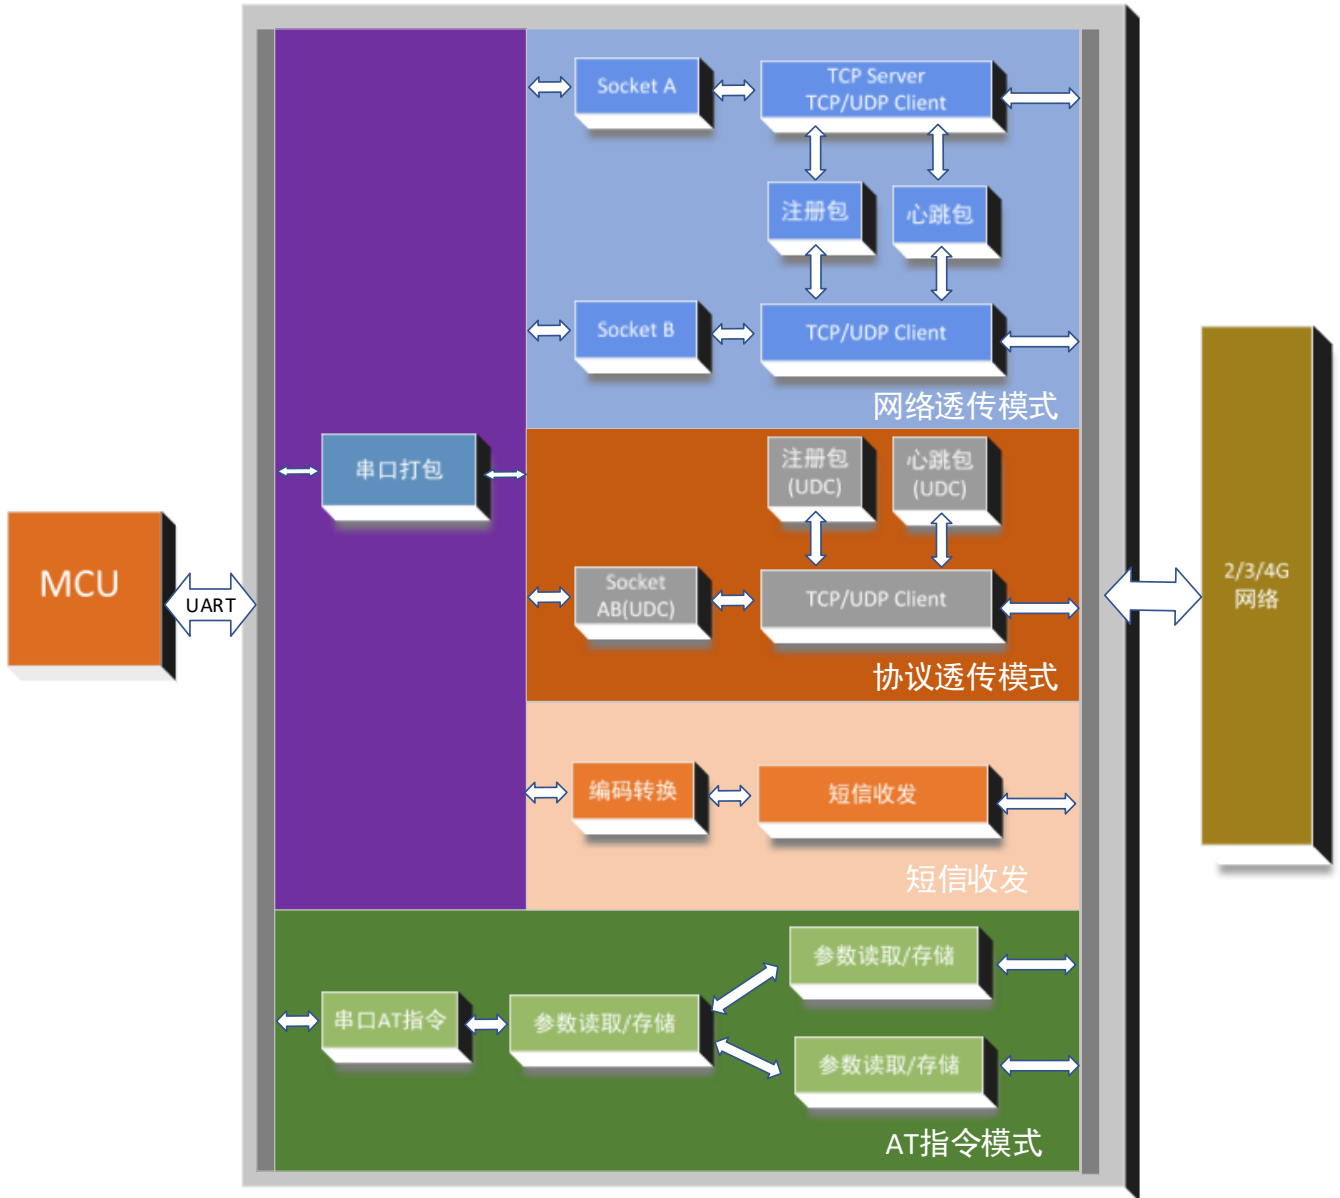 Socket A
TCP Server
TCP/UDP Client
注册包
心跳包
Socket B
TCP/UDP Client
网络透传模式
串口打包
注册包
(UDC)
心跳包
(UDC)
MCU
UART
Socket
AB(UDC)
TCP/UDP Client
2/3/4G
网络
协议透传模式
编码转换
短信收发
短信收发
参数读取/存储
串口AT指令
参数读取/存储
参数读取/存储
AT指令模式